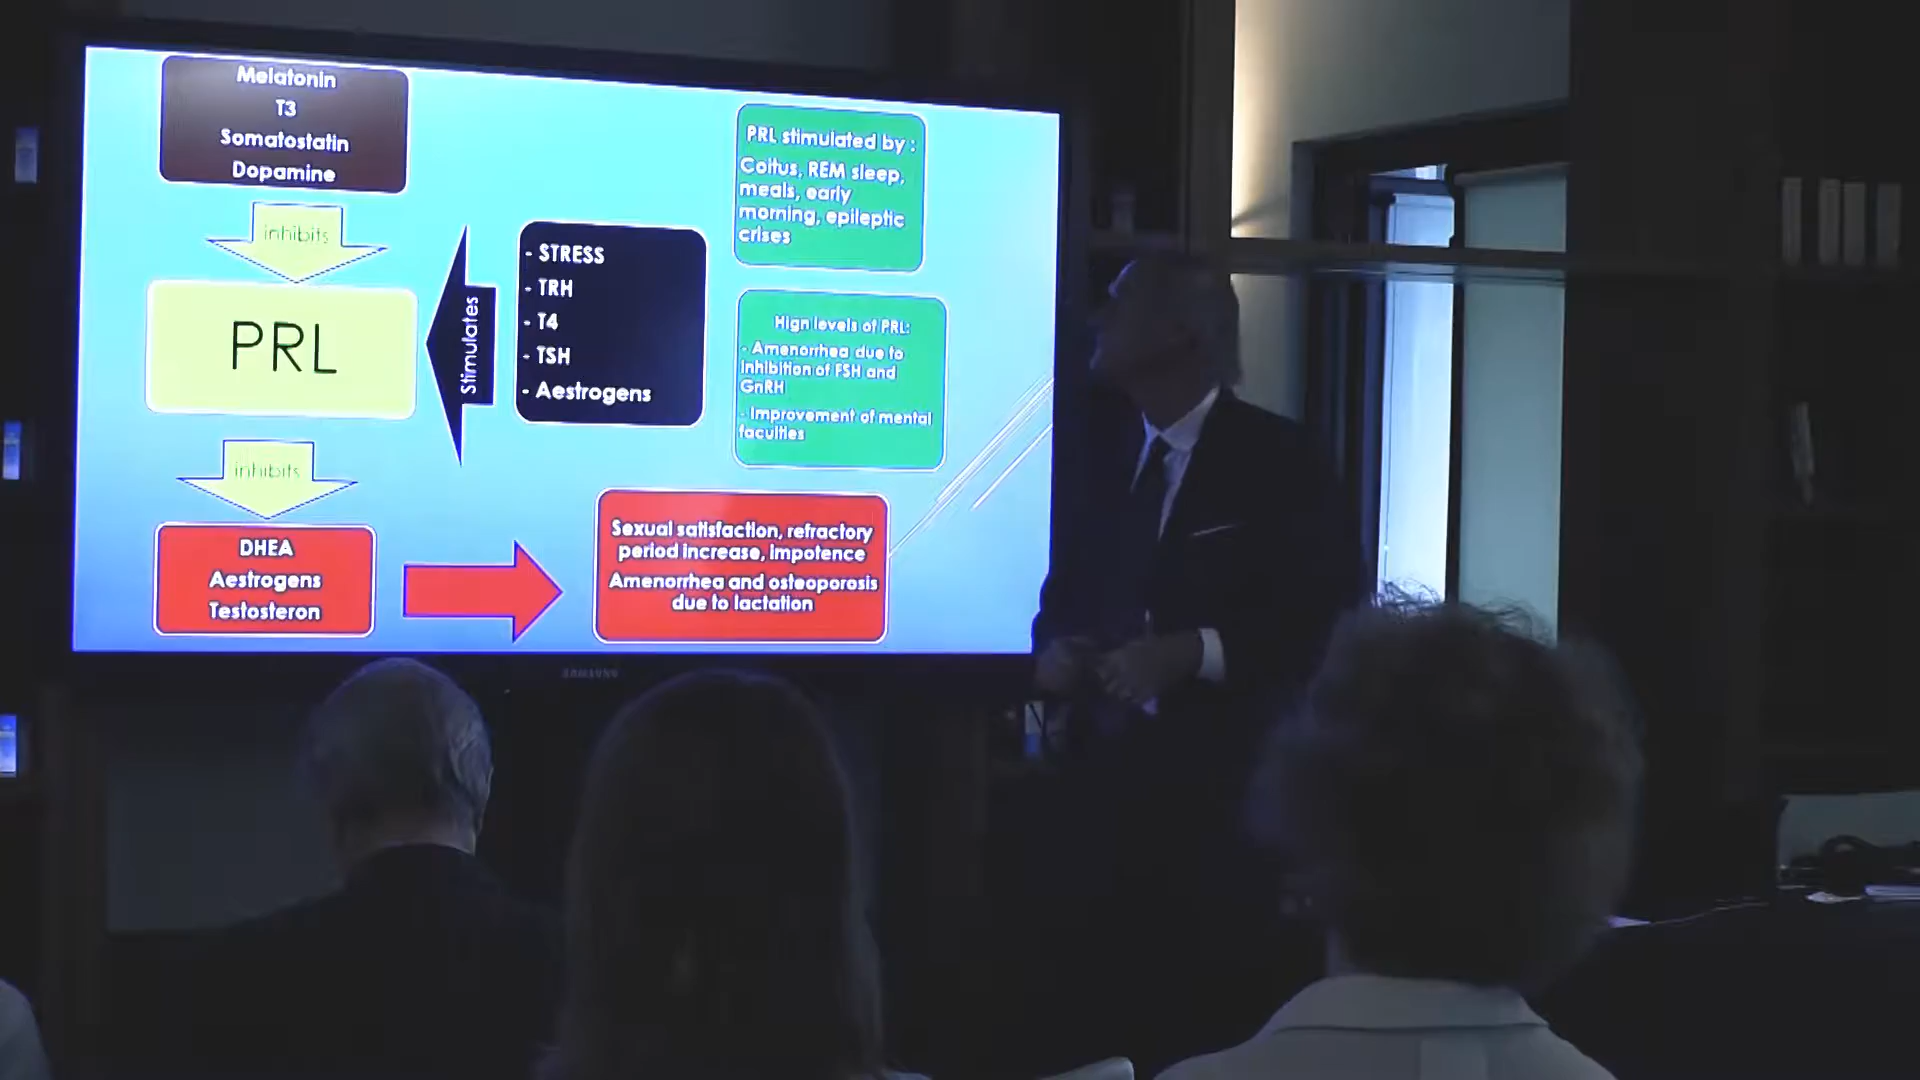 Melatonin
T3
Somatostatin
Dopamine
inhibits
PRL
Stimulates
- STRESS
- TRH
- T4
- TSH
- Aestrogens
inhibits
DHEA
Aestrogens
Testosteron
PRL stimulated by :
Coitus, REM sleep,
meals, early
morning, epileptic
crises
Hign levels of PRL:
- Amenorrhea due to
inhibition of FSH and
GnRH
- Improvement of mental
faculties
Sexual satisfaction, refractory
period increase, impotence
Amenorrhea and osteoporosis
due to lactation
SAMSUNG